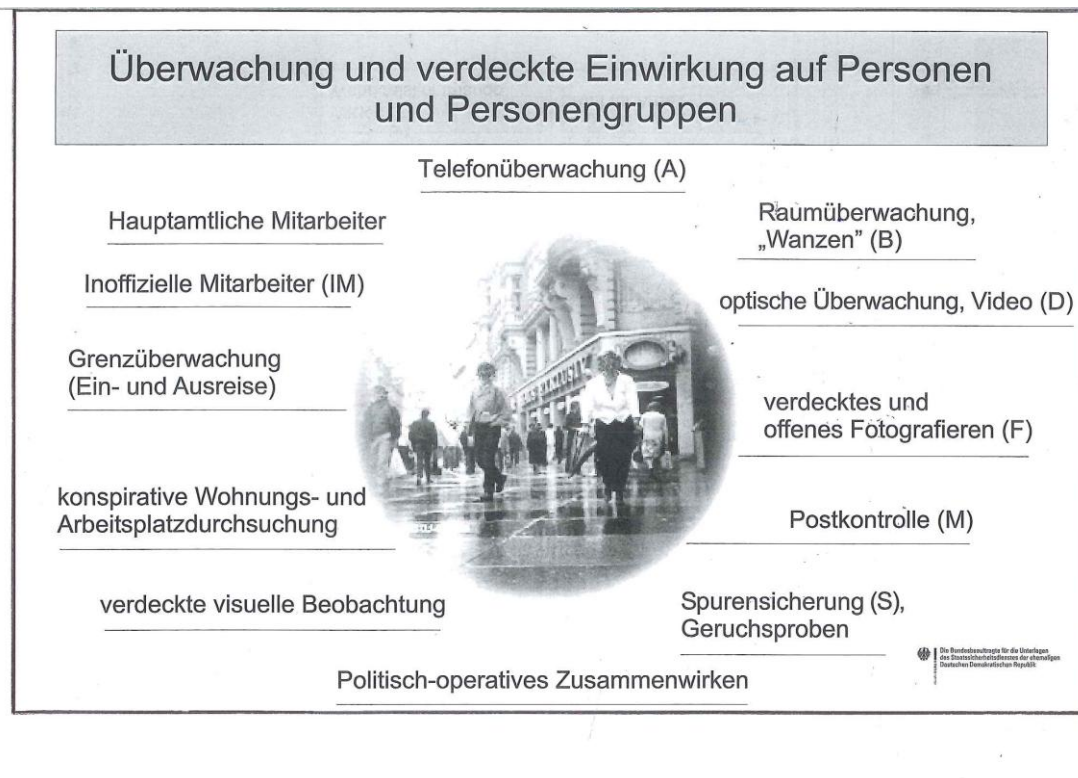 Überwachung und verdeckte Einwirkung auf Personen
und Personengruppen
Telefonüberwachung (A)
Hauptamtliche Mitarbeiter
Inoffizielle Mitarbeiter (IM)
Grenzüberwachung
(Ein- und Ausreise)
konspirative Wohnungs- und
Arbeitsplatzdurchsuchung
verdeckte visuelle Beobachtung
Raumüberwachung,
„Wanzen” (B)
optische Überwachung, Video (D)
verdecktes und
offenes Fotografieren (F)
Postkontrolle (M)
Spurensicherung (S),
Geruchsproben
Politisch-operatives Zusammenwirken
Die Bundesbeauftragte für die Unterlagen
des Staatssicherheitsdienstes der ehemaligen
Deutschen Demokratischen Republik